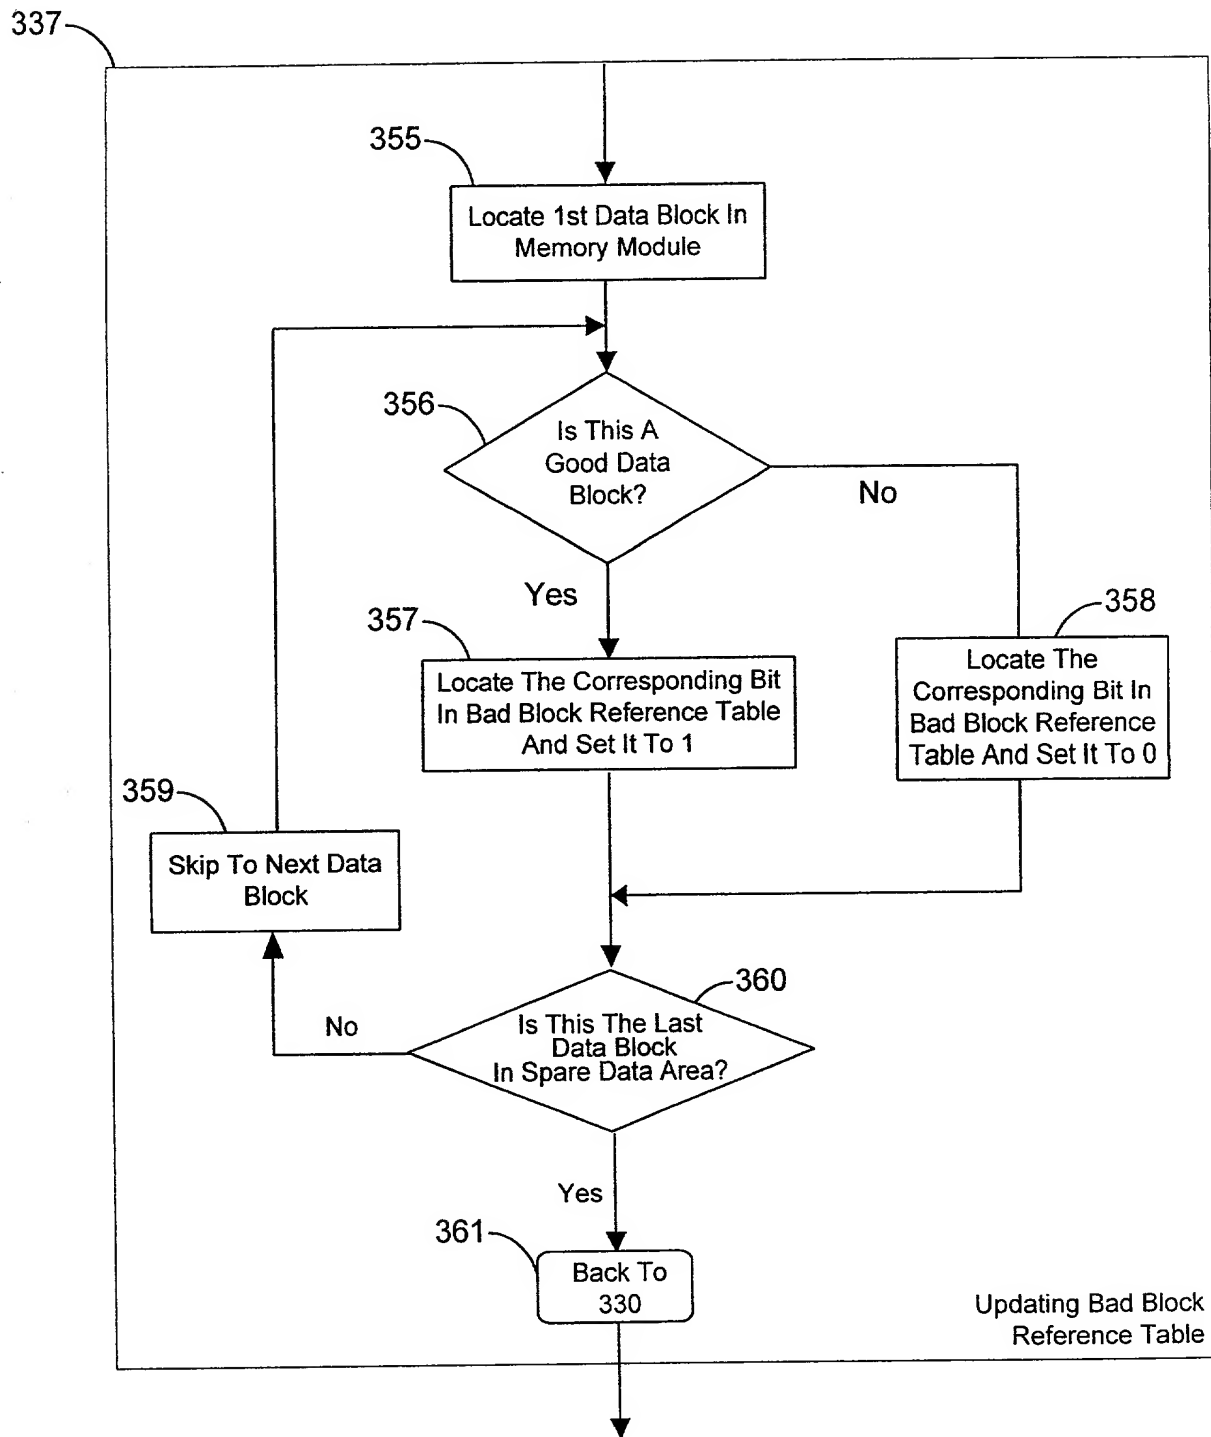 337
355
Locate 1st Data Block In
Memory Module
356
Is This A
Good Data
Block?
No
Yes
357
358
Locate The Corresponding Bit
In Bad Block Reference Table
And Set It To 1
Locate The
Corresponding Bit In
Bad Block Reference
Table And Set It To 0
359
Skip To Next Data
Block
360
Is This The Last
Data Block
In Spare Data Area?
No
Yes
361
Back To
330
Updating Bad Block
Reference Table